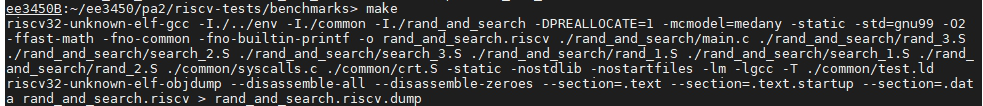 ee3450B:~/ee3450/pa2/riscv-tests/benchmarks> make
riscv32-unknown-elf-gcc -I./../env -I./common -I./rand_and_search -DPREALLOCATE=1 -mcmodel=medany -static -std=gnu99 -O2
-ffast-math -fno-common -fno-builtin-printf -o rand_and_search.riscv ./rand_and_search/main.c ./rand_and_search/rand_3.S
./rand_and_search/search_2.S ./rand_and_search/search_3.S ./rand_and_search/rand_1.S ./rand_and_search/search_1.S ./rand_
and_search/rand_2.S ./common/syscalls.c ./common/crt.S -static -nostdlib -nostartfiles -lm -lgcc -T ./common/test.ld
riscv32-unknown-elf-objdump --disassemble-all --disassemble-zeroes --section=.text --section=.text.startup --section=.dat
a rand_and_search.riscv > rand_and_search.riscv.dump